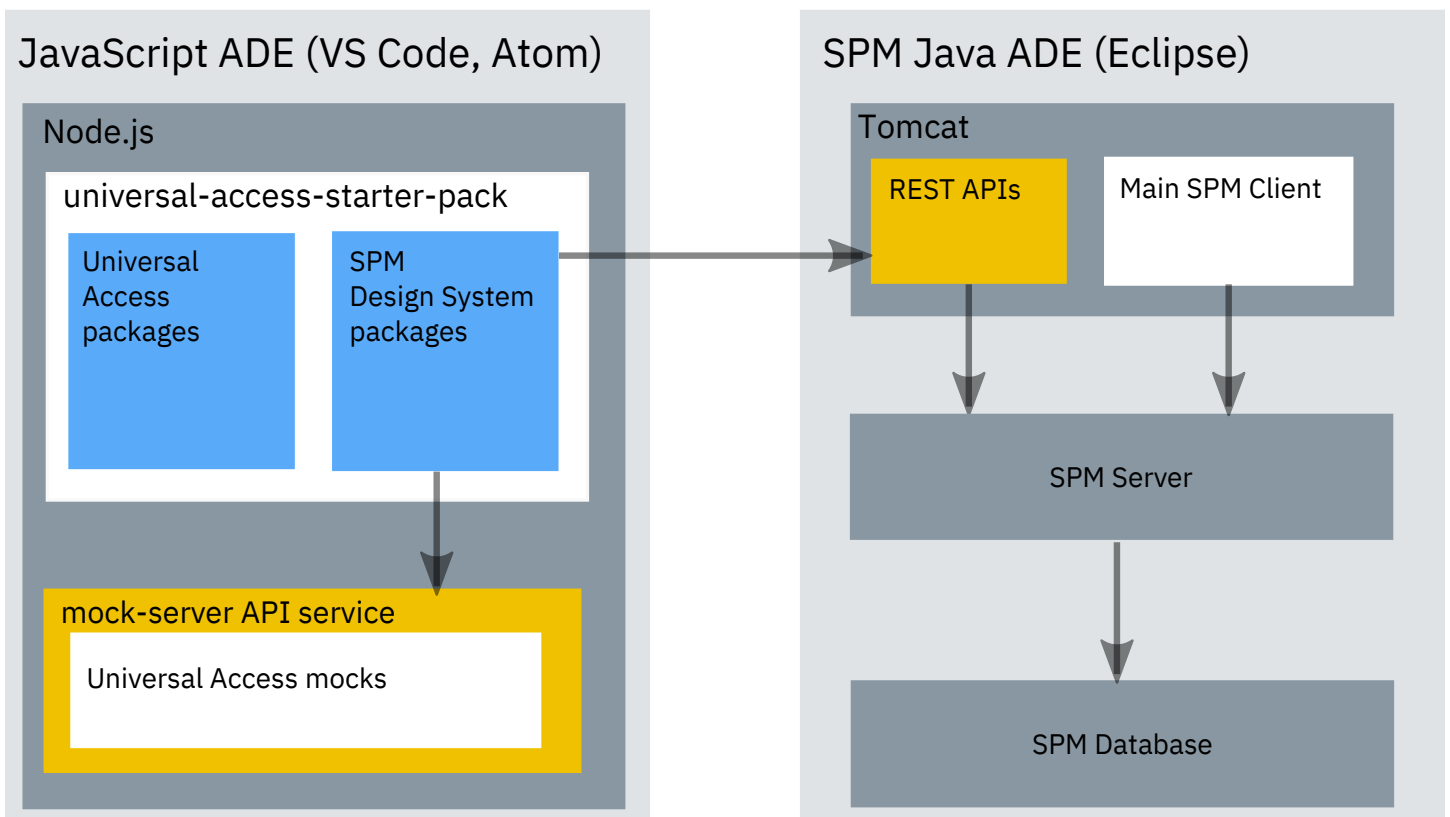 JavaScript ADE (VS Code, Atom)
Node.js
universal-access-starter-pack
Universal
Access
packages
SPM
Design System
packages
mock-server API service
Universal Access mocks
SPM Java ADE (Eclipse)
Tomcat
REST APIs
Main SPM Client
SPM Server
SPM Database